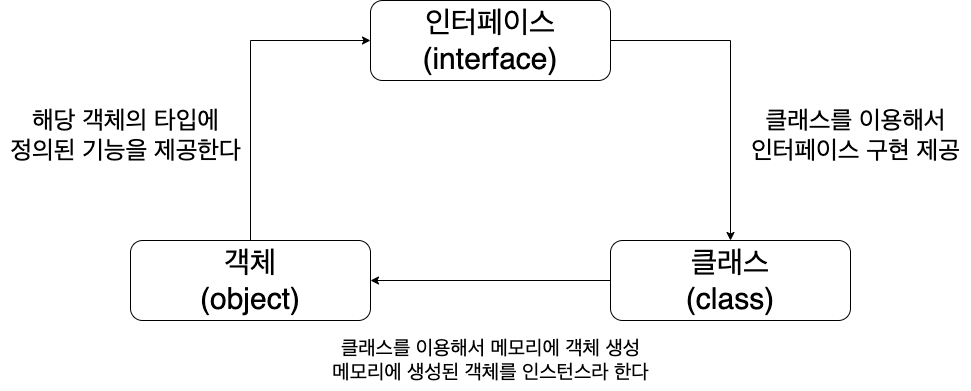 인터페이스
(interface)
해당 객체의 타입에
정의된 기능을 제공한다
클래스를 이용해서
인터페이스 구현 제공
객체
(object)
클래스
(class)
클래스를 이용해서 메모리에 객체 생성
메모리에 생성된 객체를 인스턴스라 한다